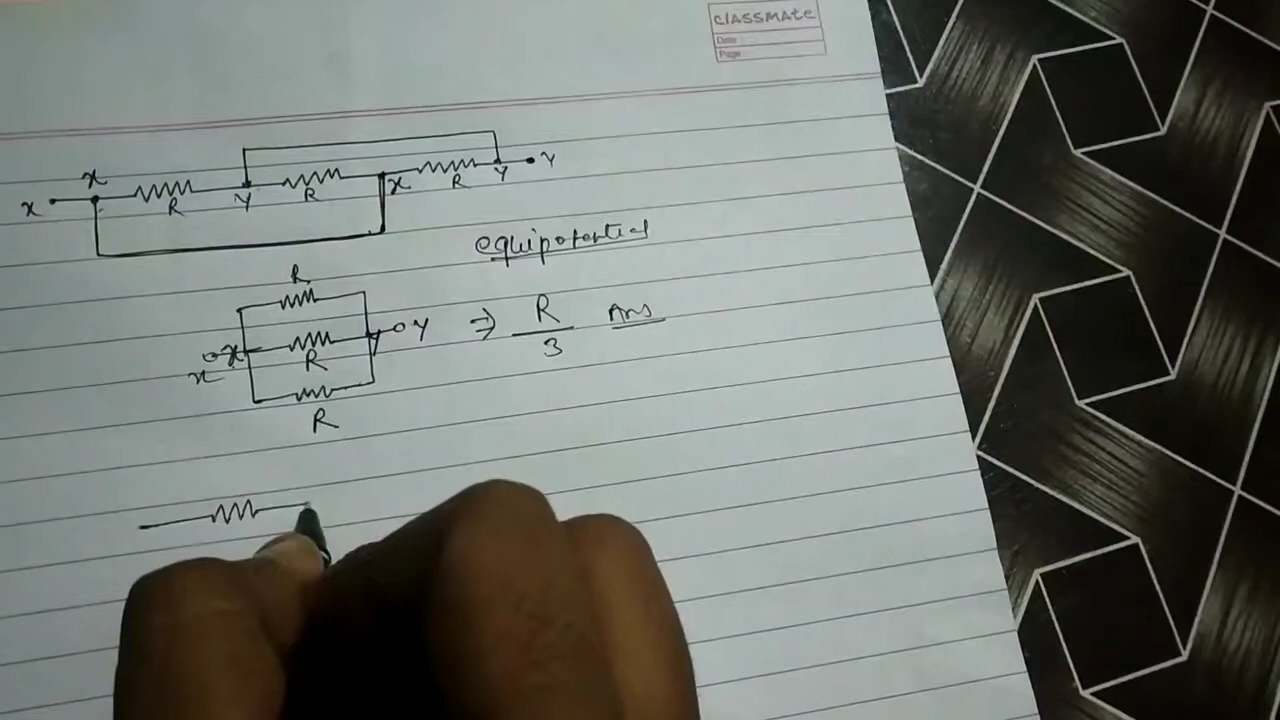 CLASSMATE
Date :
Page :
x
x R Y R x R Y Y
equipotential
R
x x R Y Y ⇒ R/3 Ans
R